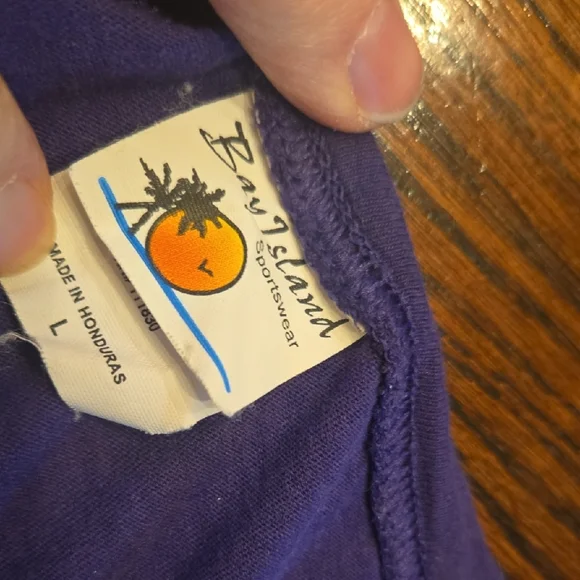 Bay Island
Sportswear
MADE IN HONDURAS
L